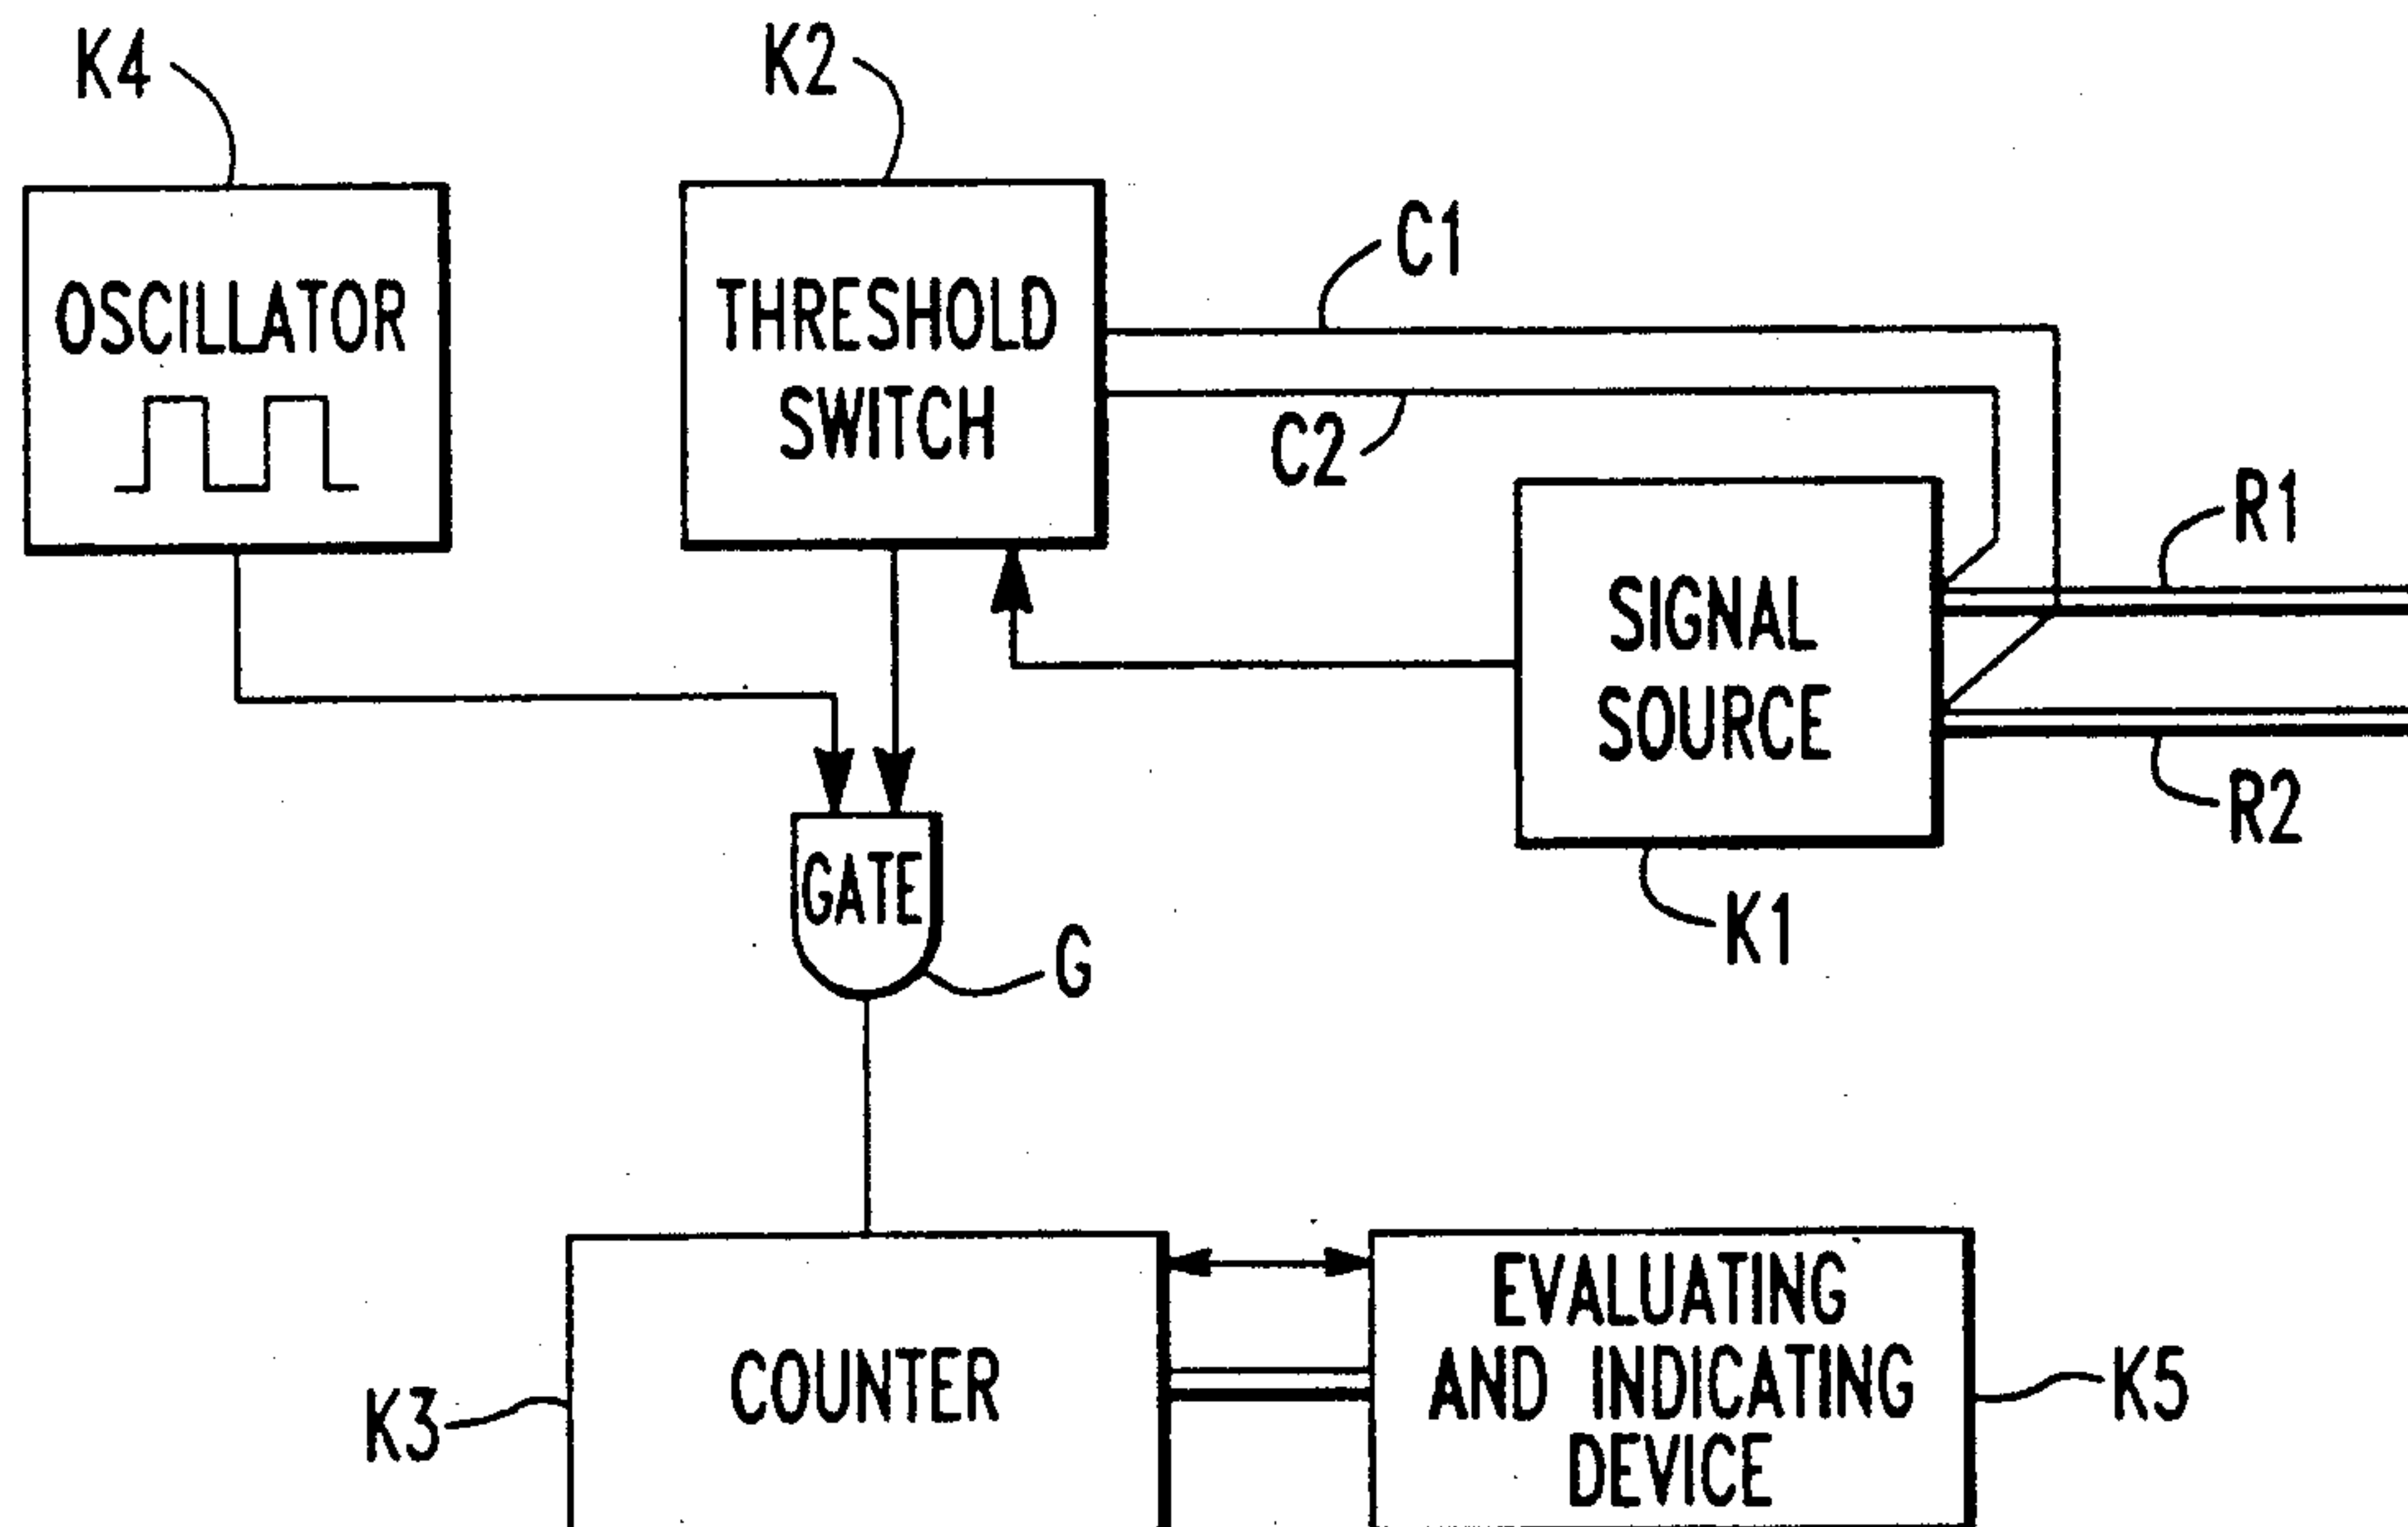 K4
K2
C1
OSCILLATOR
THRESHOLD
SWITCH
C2
R1
SIGNAL
SOURCE
R2
GATE
K1
G
EVALUATING
AND INDICATING
DEVICE
COUNTER
K3
K5